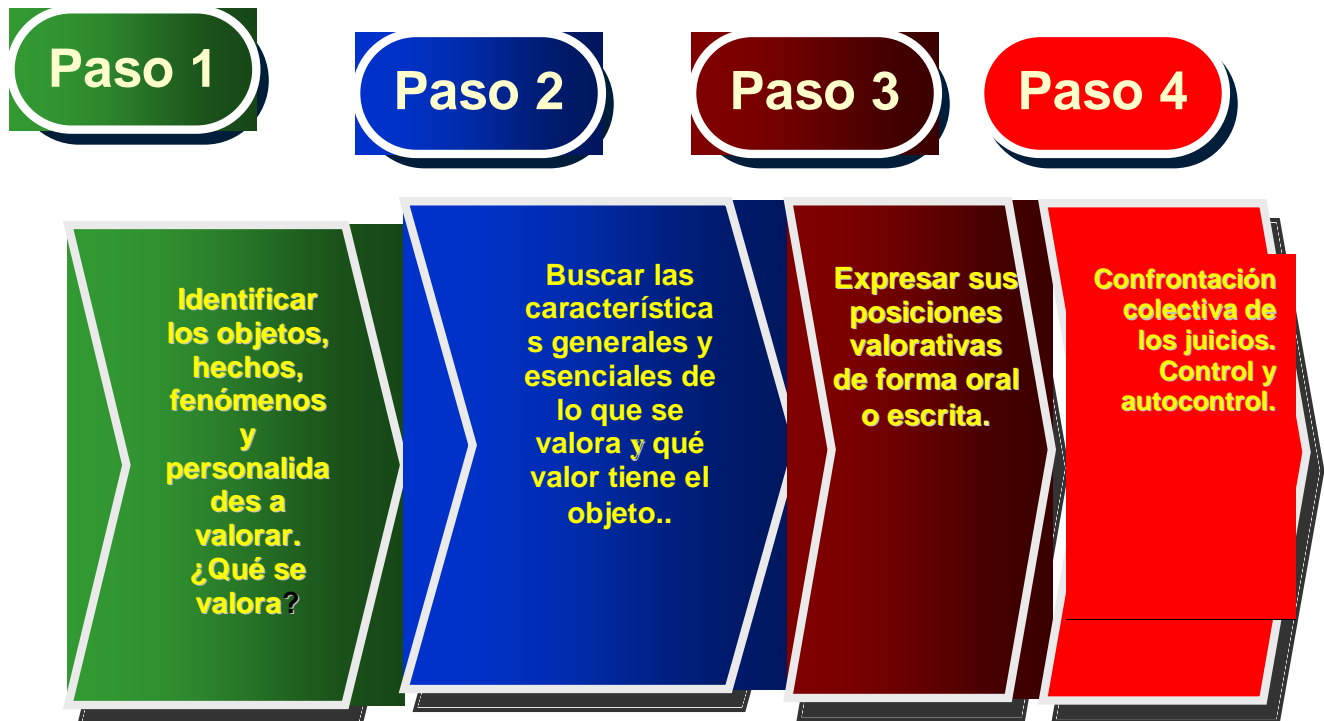 Paso 1
Paso 2
Paso 3
Paso 4
Identificar
los objetos,
hechos,
fenómenos
y
personalida
des a
valorar.
¿Qué se
valora?
Buscar las
característica
s generales y
esenciales de
lo que se
valora y qué
valor tiene el
objeto..
Expresar sus
posiciones
valorativas
de forma oral
o escrita.
Confrontación
colectiva de
los juicios.
Control y
autocontrol.